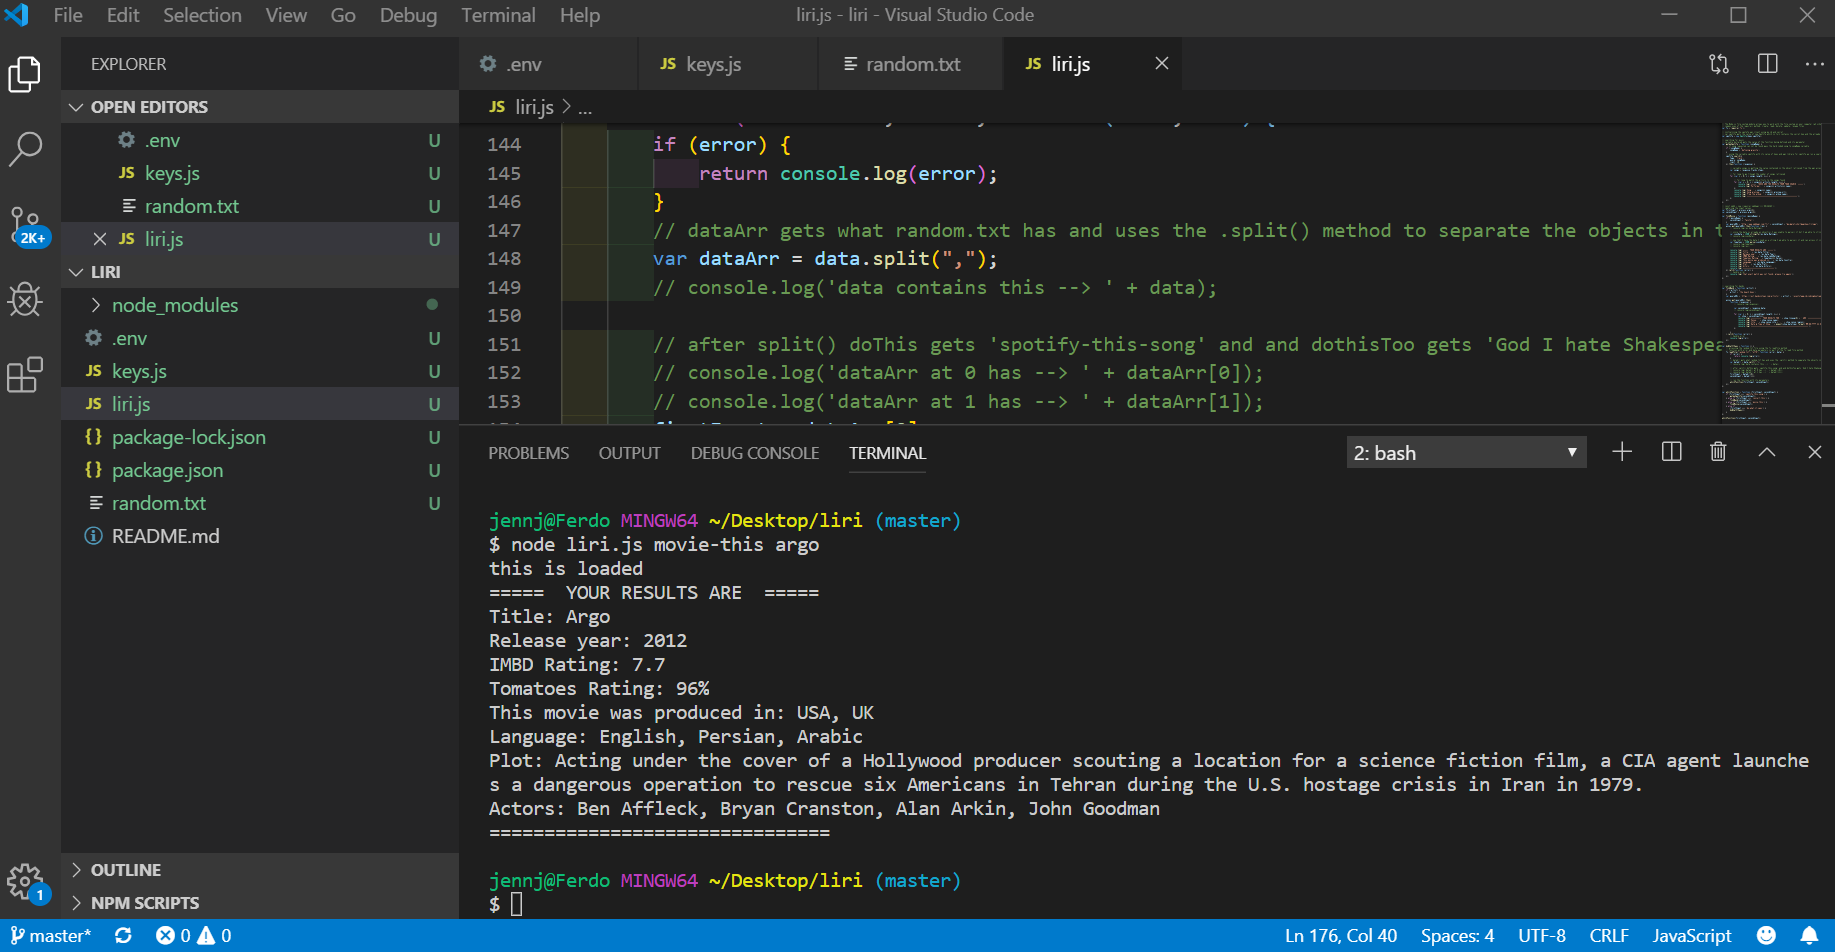 File Edit Selection View Go Debug Terminal Help
liri.js - liri - Visual Studio Code
EXPLORER
OPEN EDITORS
.env U
JS keys.js U
random.txt U
JS liri.js U
LIRI
node_modules
.env U
JS keys.js U
JS liri.js U
{} package-lock.json U
{} package.json U
random.txt U
README.md
OUTLINE
NPM SCRIPTS
2K+
1
.env
JS keys.js
random.txt
JS liri.js
JS liri.js > ...
144 if (error) {
145 return console.log(error);
146 }
147 // dataArr gets what random.txt has and uses the .split() method to separate the objects in t
148 var dataArr = data.split(",");
149 // console.log('data contains this --> ' + data);
150
151 // after split() doThis gets 'spotify-this-song' and and dothisToo gets 'God I hate Shakespea
152 // console.log('dataArr at 0 has --> ' + dataArr[0]);
153 // console.log('dataArr at 1 has --> ' + dataArr[1]);
PROBLEMS OUTPUT DEBUG CONSOLE TERMINAL
2: bash
jennj@Ferdo MINGW64 ~/Desktop/liri (master)
$ node liri.js movie-this argo
this is loaded
===== YOUR RESULTS ARE =====
Title: Argo
Release year: 2012
IMBD Rating: 7.7
Tomatoes Rating: 96%
This movie was produced in: USA, UK
Language: English, Persian, Arabic
Plot: Acting under the cover of a Hollywood producer scouting a location for a science fiction film, a CIA agent launche
s a dangerous operation to rescue six Americans in Tehran during the U.S. hostage crisis in Iran in 1979.
Actors: Ben Affleck, Bryan Cranston, Alan Arkin, John Goodman
===============================
jennj@Ferdo MINGW64 ~/Desktop/liri (master)
$
master* 0 0
Ln 176, Col 40 Spaces: 4 UTF-8 CRLF JavaScript